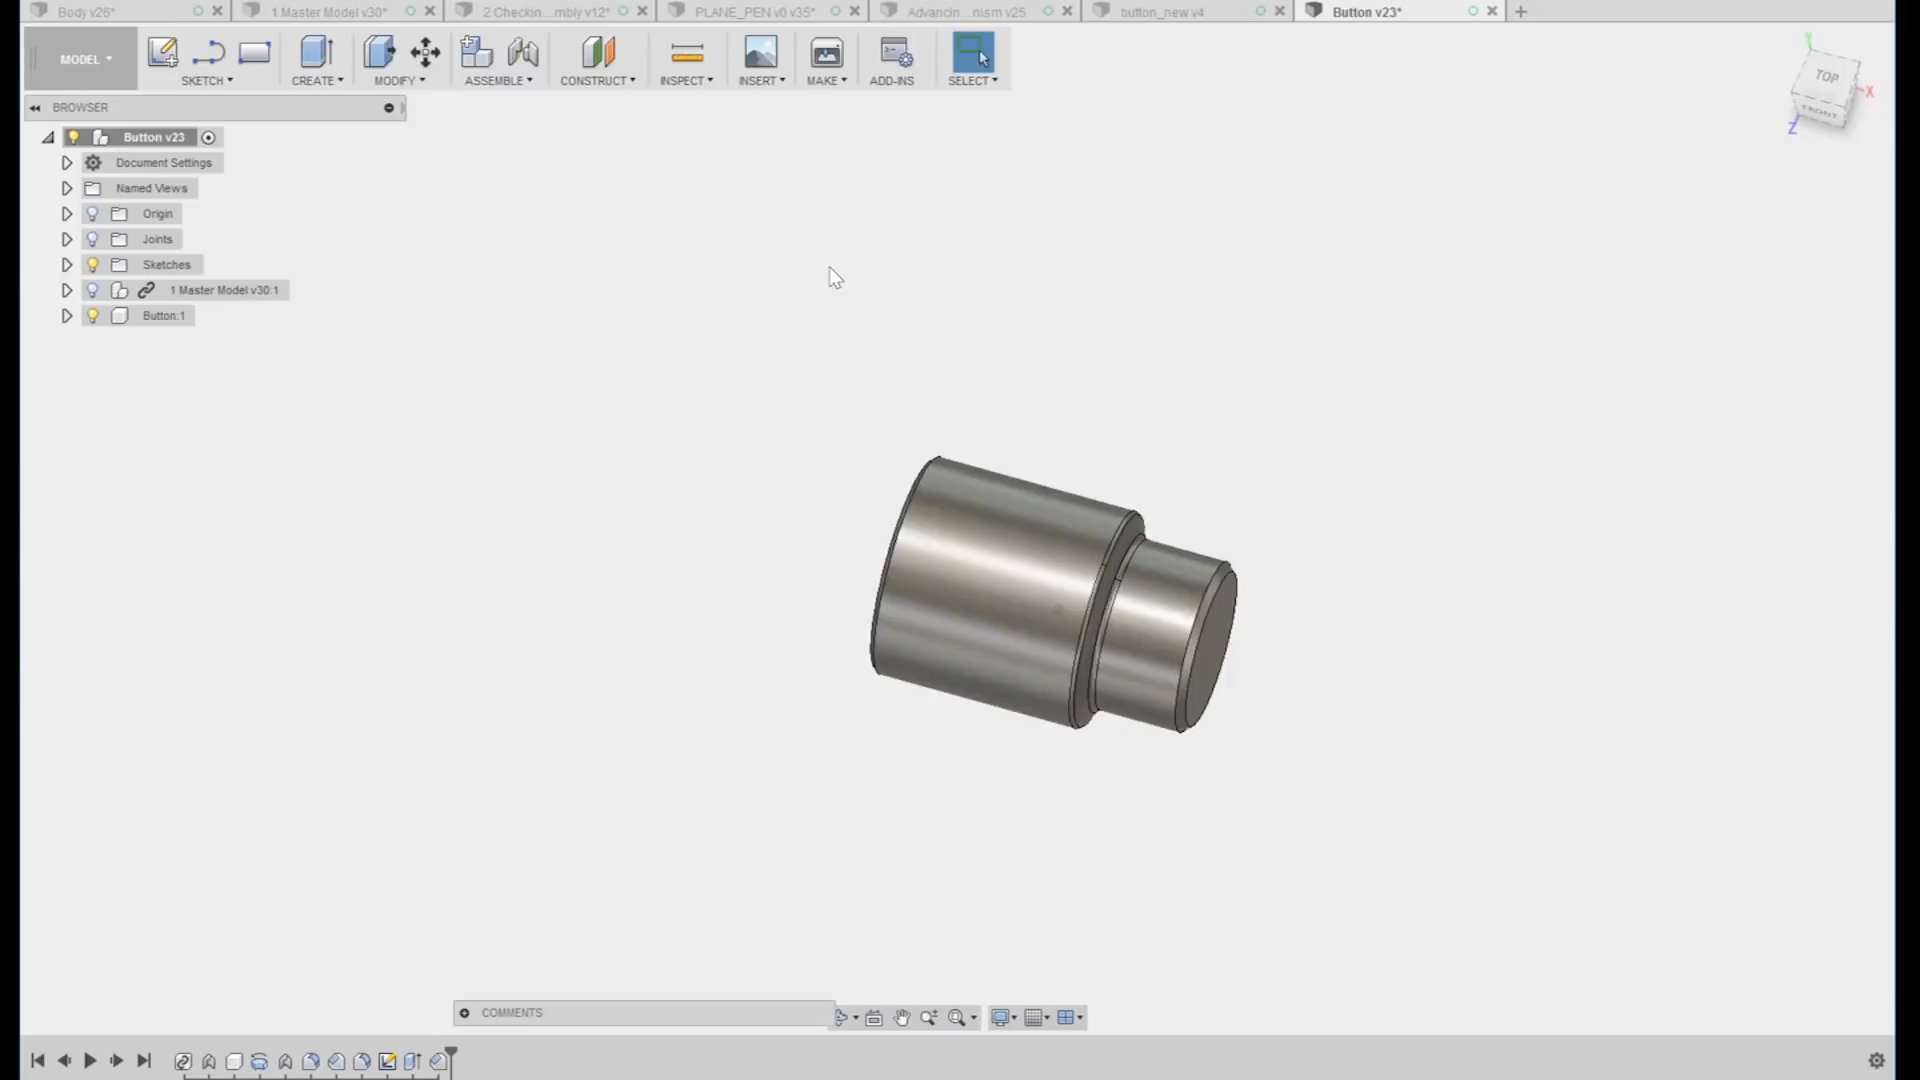 Body v26*
1 Master Model v30*
2 Checkin...mbly v12*
PLANE_PEN v0 v35*
Advancin...nism v25
button_new v4
Button v23*
MODEL
SKETCH
CREATE
MODIFY
ASSEMBLE
CONSTRUCT
INSPECT
INSERT
MAKE
ADD-INS
SELECT
BROWSER
Button v23
Document Settings
Named Views
Origin
Joints
Sketches
1 Master Model v30:1
Button:1
Y
TOP
X
FRONT
Z
COMMENTS